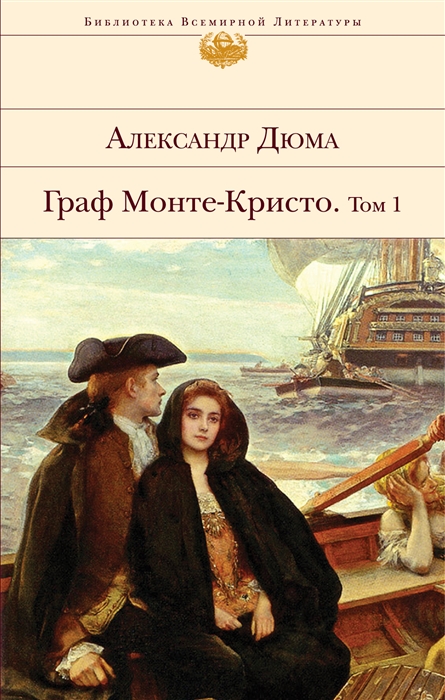 Библиотека Всемирной Литературы
Александр Дюма
Граф Монте-Кристо. Том 1